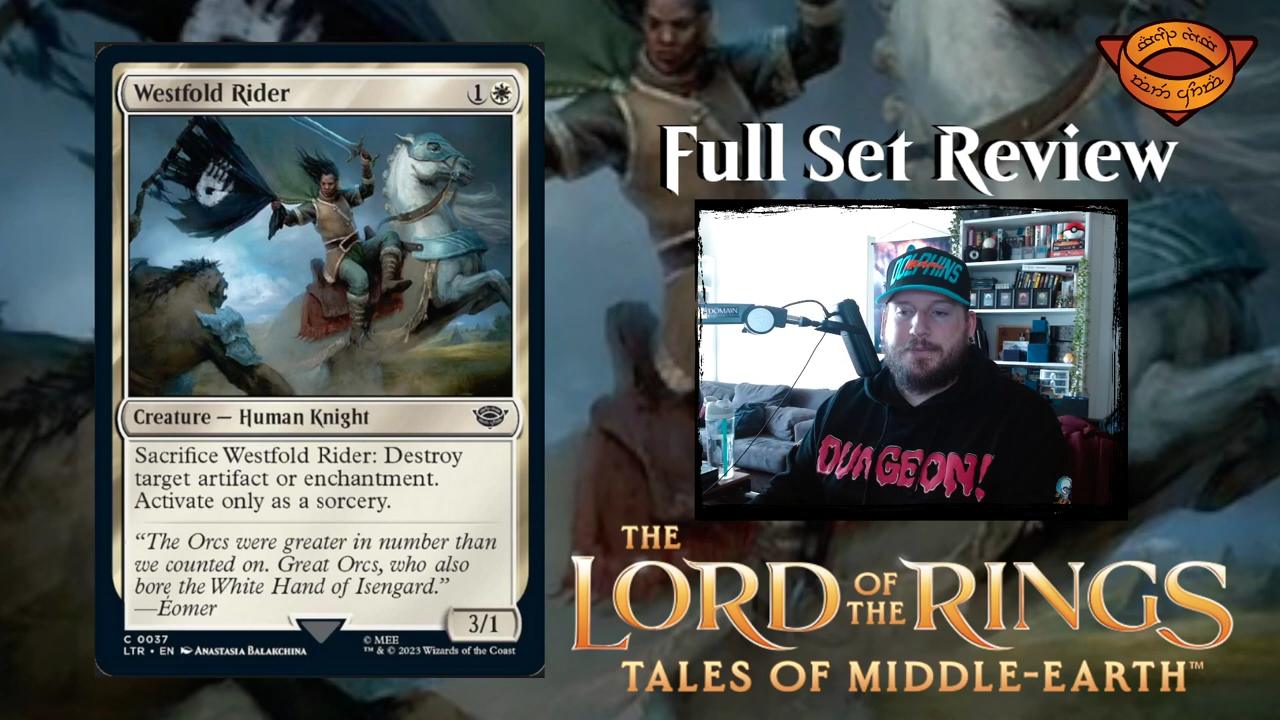 Westfold Rider 1
Creature — Human Knight
Sacrifice Westfold Rider: Destroy
target artifact or enchantment.
Activate only as a sorcery.
“The Orcs were greater in number than
we counted on. Great Orcs, who also
bore the White Hand of Isengard.”
—Éomer
3/1
C 0037
LTR • EN ANASTASIA BALAKCHINA
© MEE
™ & © 2023 Wizards of the Coast
Full Set Review
DOLPHINS
DOMAIN
DUNGEON!
THE
LORD OF THE RINGS
TALES OF MIDDLE-EARTH™